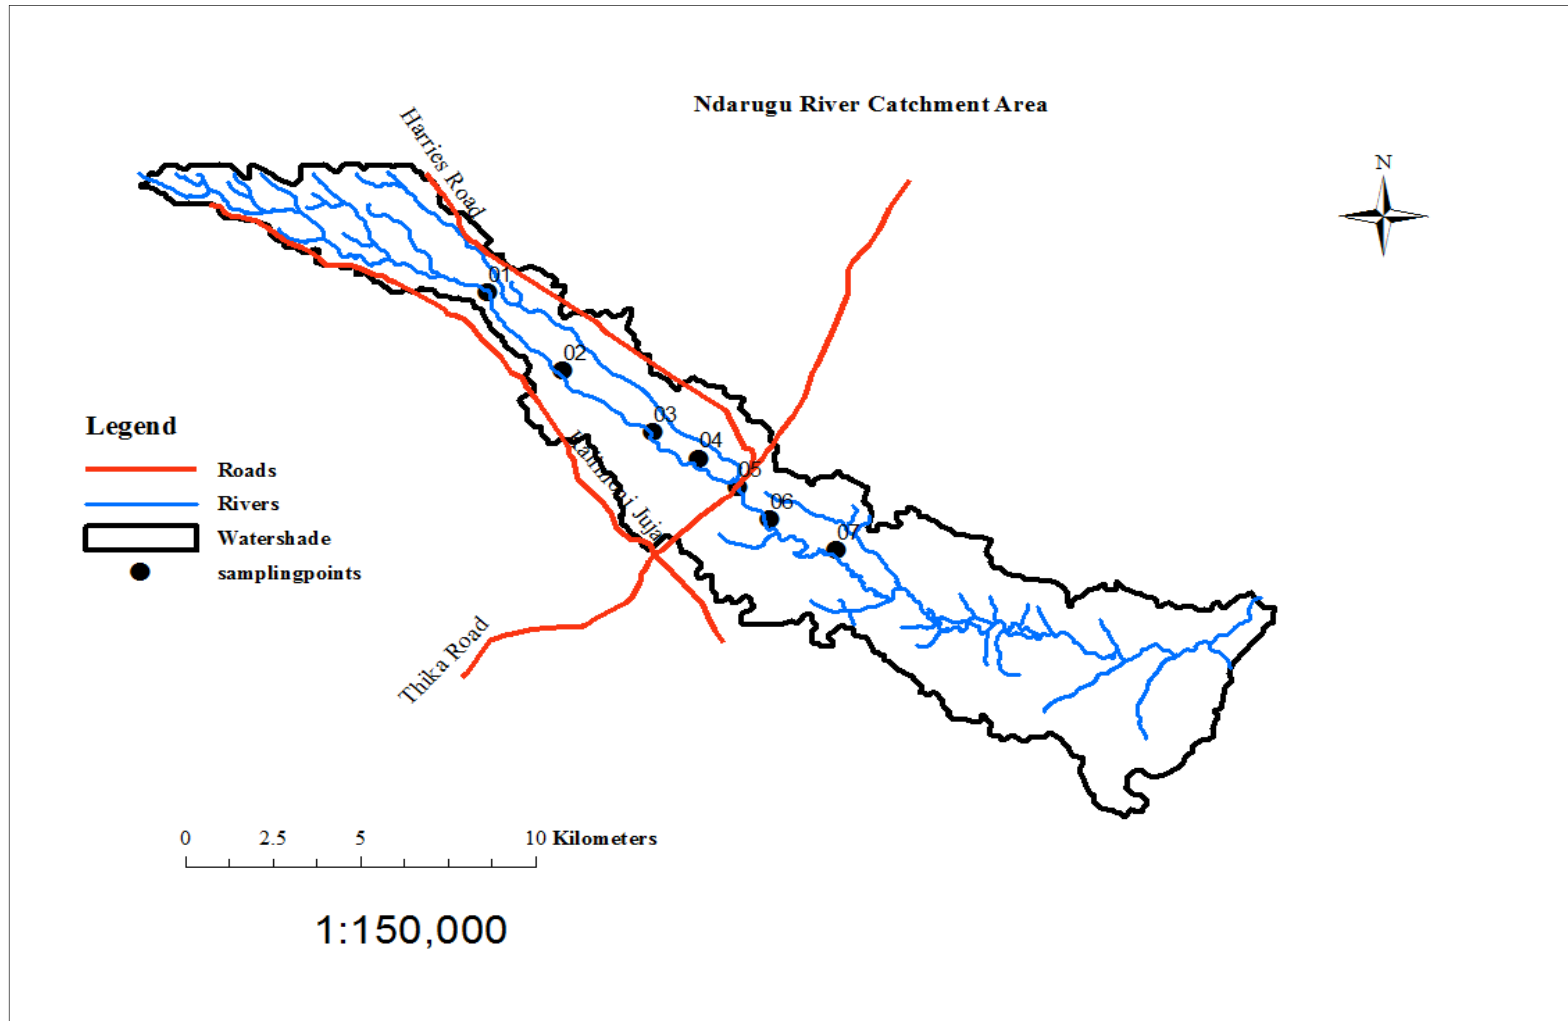 Ndarugu River Catchment Area
Harries Road
N
01
02
03
04
05
06
07
Juja
Thika Road
Legend
Roads
Rivers
Watershade
samplingpoints
0 2.5 5 10 Kilometers
1:150,000